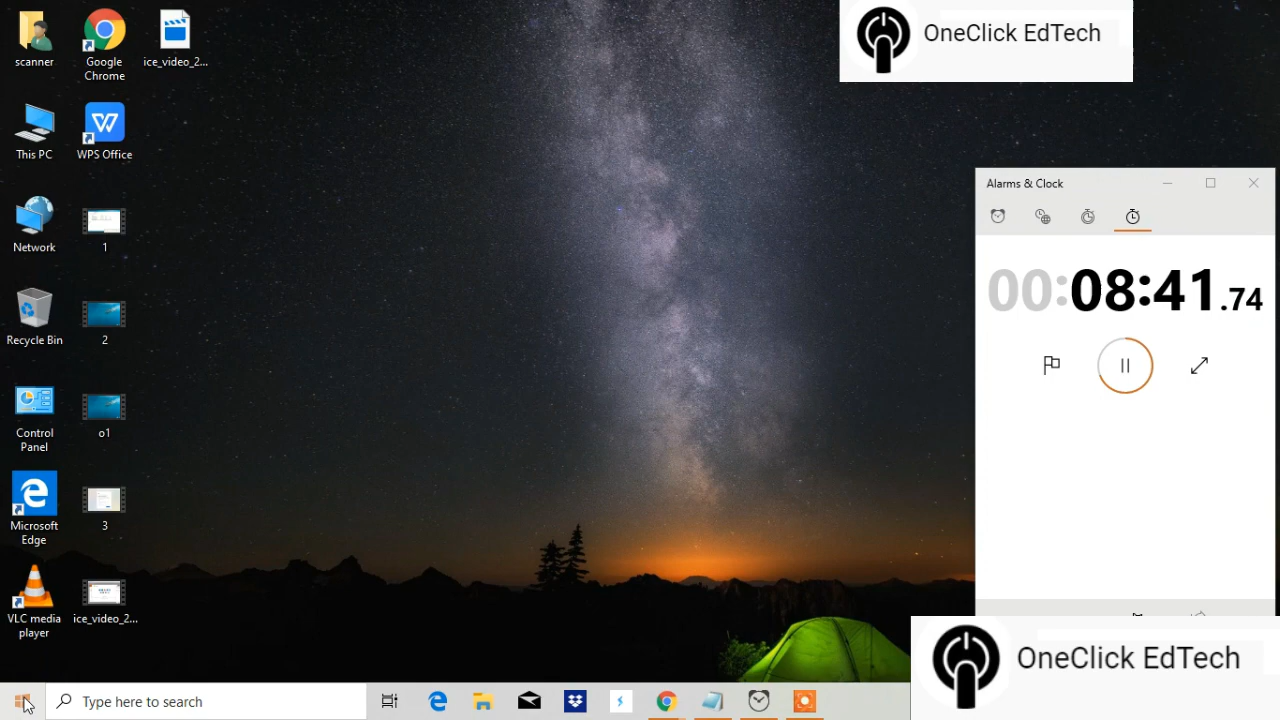 scanner
Google
Chrome
ice_video_2...
OneClick EdTech
This PC
WPS Office
Alarms & Clock
Network
1
00:08:41.74
Recycle Bin
2
Control
Panel
o1
Microsoft
Edge
3
VLC media
player
ice_video_2...
OneClick EdTech
Type here to search